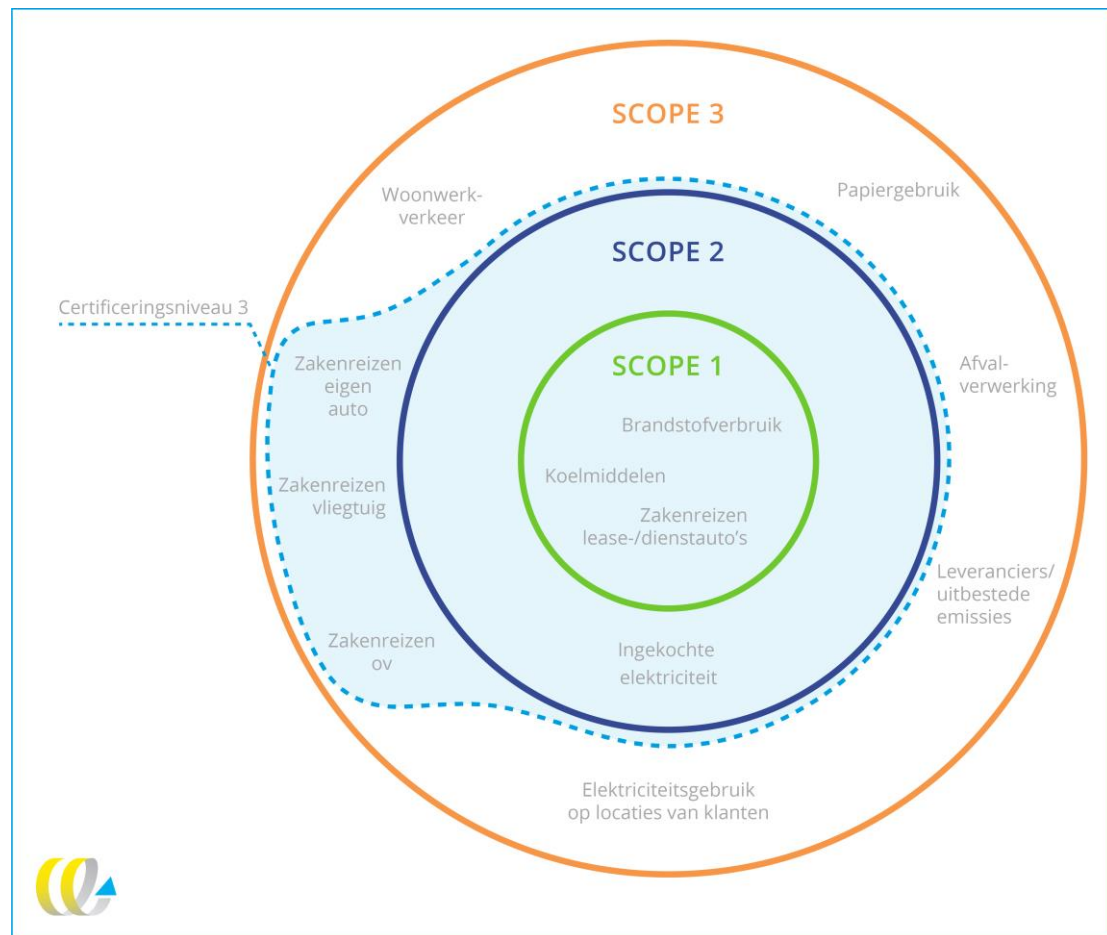 SCOPE 3
Woonwerk-
verkeer
Papiergebruik
SCOPE 2
Certificeringsniveau 3
SCOPE 1
Zakenreizen
eigen
auto
Afval-
verwerking
Brandstofverbruik
Koelmiddelen
Zakenreizen
vliegtuig
Zakenreizen
lease-/dienstauto's
Leveranciers/
uitbestede
emissies
Zakenreizen
ov
Ingekochte
elektriciteit
Elektriciteitsgebruik
op locaties van klanten